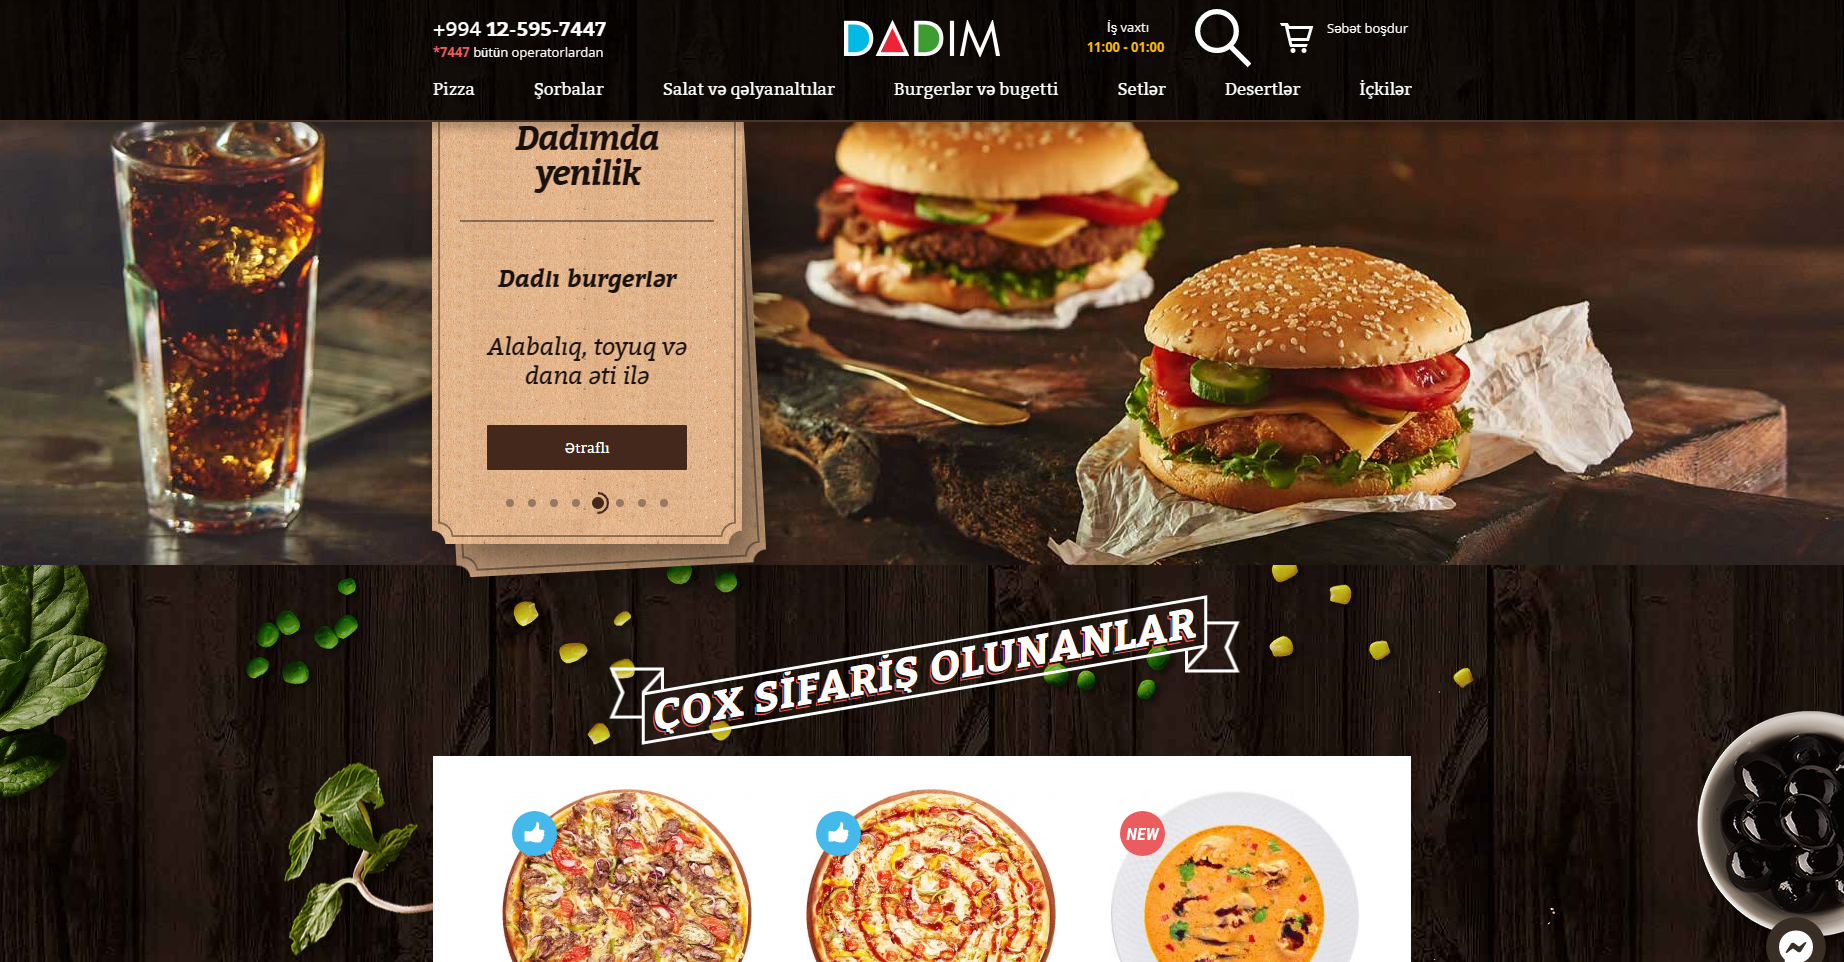 +994 12-595-7447
*7447 bütün operatorlardan
DADIM
İş vaxtı
11:00 - 01:00
Səbət boşdur
Pizza
Şorbalar
Salat və qəlyanaltılar
Burgerlər və bugetti
Setlər
Desertlər
İçkilər
Dadımda
yenilik
Dadlı burgerlər
Alabalıq, toyuq və
dana əti ilə
Ətraflı
ÇOX SİFARİŞ OLUNANLAR
NEW